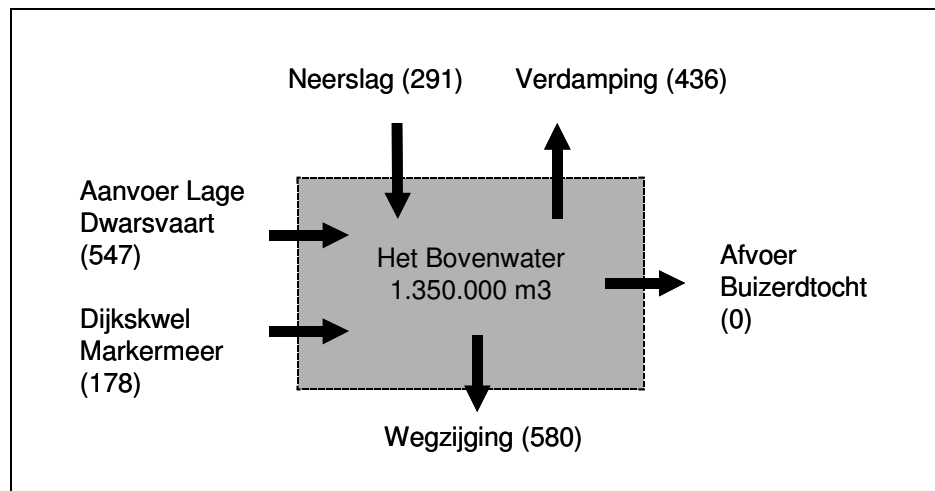 Neerslag (291)
Verdamping (436)
Aanvoer Lage
Dwarsvaart
(547)
Het Bovenwater
1.350.000 m3
Afvoer
Buizerdtocht
(0)
Dijkskwel
Markermeer
(178)
Wegzijging (580)